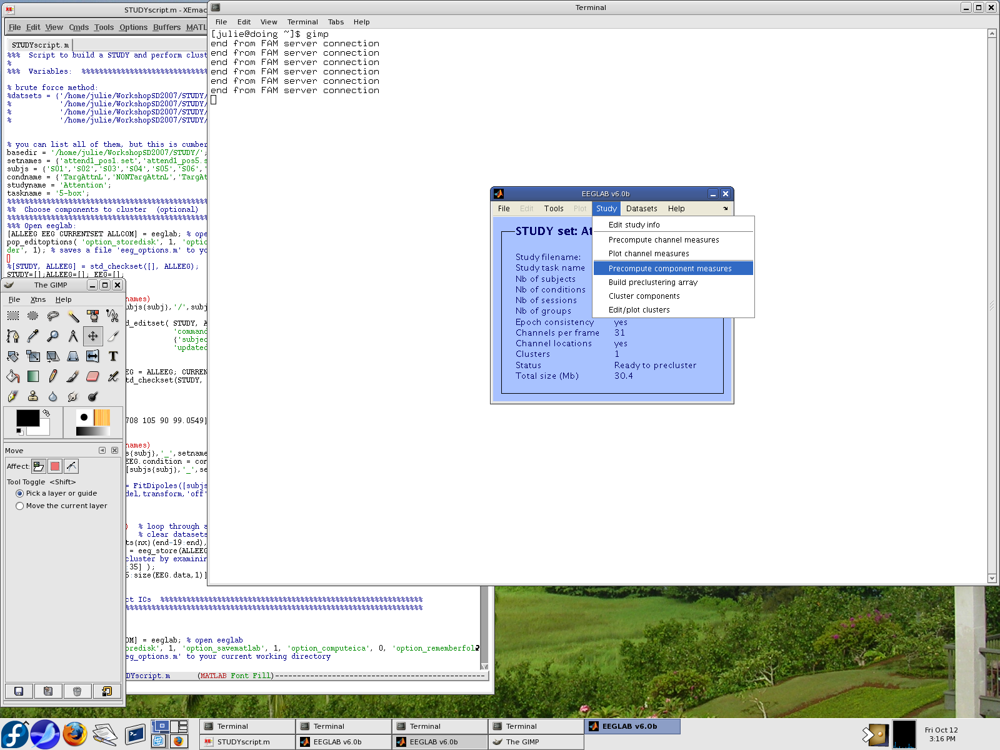 STUDYscript.m - XEmac
File Edit View Cmds Tools Options Buffers MATL
STUDYscript.m
%%% Script to build a STUDY and perform clust
%
%%% Variables: %%%%%%%%%%%%%%%%%%%%%%%%%%%%%
% brute force method:
%datsets = {'/home/julie/WorkshopSD2007/STUDY/
% '/home/julie/WorkshopSD2007/STUDY/
% '/home/julie/WorkshopSD2007/STUDY/
% '/home/julie/WorkshopSD2007/STUDY/
% you can list all of them, but this is cumber
basedir = '/home/julie/WorkshopSD2007/STUDY/';
setnames = {'attend1_pos1.set','attend1_pos5.s
subjs = {'S01','S02','S03','S04','S05','S06','
condname = {'TargAttnL','NONTargAttnL','TargAt
studyname = 'Attention';
taskname = '5-box';
%%%%%%%%%%%%%%%%%%%%%%%%%%%%%%%%%%%%%%%%%%%%%%
%% Choose components to cluster (optional)
%%%%%%%%%%%%%%%%%%%%%%%%%%%%%%%%%%%%%%%%%%%%%%
%%% Open eeglab:
[ALLEEG EEG CURRENTSET ALLCOM] = eeglab; % ope
pop_editoptions( 'option_storedisk', 1, 'optio
der', 1); % saves a file 'eeg_options.m' to yo
%[STUDY, ALLEEG] = std_checkset([], ALLEEG);
STUDY=[];ALLEEG=[]; EEG=[];
names)
ubjs{subj},'/',subj
d_editset( STUDY, A
'command
{'subjec
'updated
EG = ALLEEG; CURREN
td_checkset(STUDY,
708 105 90 99.0549]
names)
s{subj},'_',setname
EEG.condition = con
[subjs{subj},'_',se
= FitDipoles([subjs
del,transform,'off'
) % loop through a
% clear datasets
ts{nx}(end-19:end),
= eeg_store(ALLEEG
cluster by examinin
:35] );
6:size(EEG.data,1)]
ct ICs %%%%%%%%%%%%%%%%%%%%%%%%%%%%%%%%%%%%%%%%%%%%%%%%%%%%%%%%%%%%
%%%%%%%%%%%%%%%%%%%%%%%%%%%%%%%%%%%%%%%%%%%%%%%%%%%%%%%%%%%%%%%%%%%%
OM] = eeglab; % open eeglab
oredisk', 1, 'option_savematlab', 1, 'option_computeica', 0, 'option_rememberfol
eg_options.m' to your current working directory
DYscript.m (MATLAB Font Fill)------------------------------------------------
Terminal
File Edit View Terminal Tabs Help
[julie@doing ~]$ gimp
end from FAM server connection
end from FAM server connection
end from FAM server connection
end from FAM server connection
end from FAM server connection
end from FAM server connection
EEGLAB v6.0b
File Edit Tools Plot Study Datasets Help
STUDY set: At
Study filename:
Study task name
Nb of subjects
Nb of conditions
Nb of sessions
Nb of groups
Epoch consistency yes
Channels per frame 31
Channel locations yes
Clusters 1
Status Ready to precluster
Total size (Mb) 30.4
Edit study info
Precompute channel measures
Plot channel measures
Precompute component measures
Build preclustering array
Cluster components
Edit/plot clusters
The GIMP
File Xtns Help
Move
Affect:
Tool Toggle <Shift>
Pick a layer or guide
Move the current layer
Terminal Terminal Terminal Terminal EEGLAB v6.0b
STUDYscript.m EEGLAB v6.0b EEGLAB v6.0b The GIMP
Fri Oct 12
3:16 PM